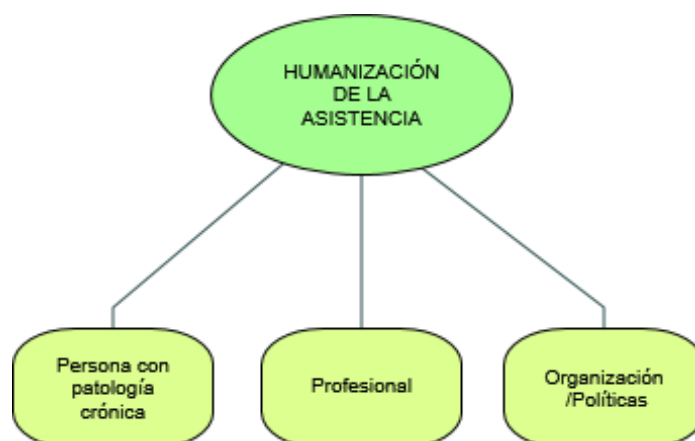 HUMANIZACIÓN
DE LA
ASISTENCIA
Persona con
patología
crónica
Profesional
Organización
/Políticas